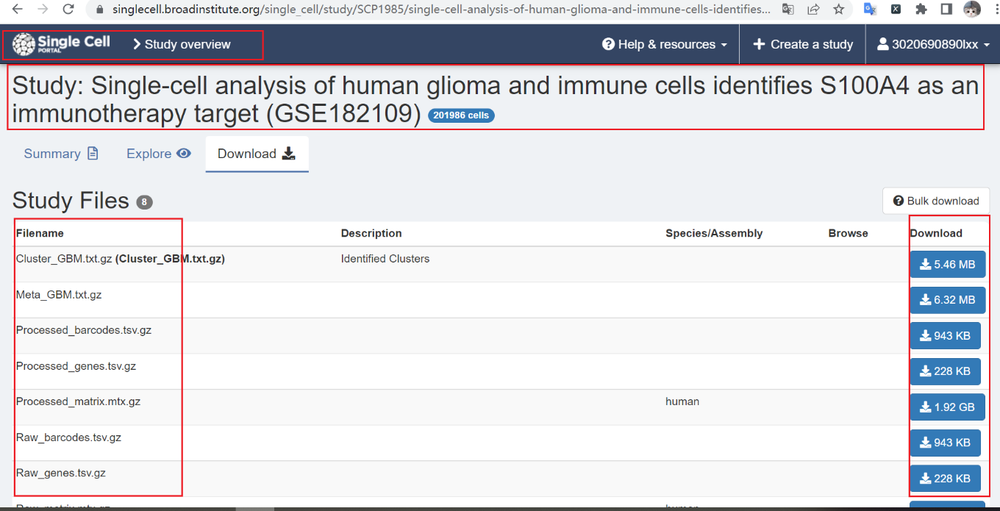 singlecell.broadinstitute.org/single_cell/study/SCP1985/single-cell-analysis-of-human-glioma-and-immune-cells-identifies...
Single Cell
PORTAL
Study overview
Help & resources
Create a study
3020690890lxx
Study: Single-cell analysis of human glioma and immune cells identifies S100A4 as an
immunotherapy target (GSE182109) 201986 cells
Summary Explore Download
Study Files 8
Bulk download
Filename Description Species/Assembly Browse Download
Cluster_GBM.txt.gz (Cluster_GBM.txt.gz) Identified Clusters 5.46 MB
Meta_GBM.txt.gz 6.32 MB
Processed_barcodes.tsv.gz 943 KB
Processed_genes.tsv.gz 228 KB
Processed_matrix.mtx.gz human 1.92 GB
Raw_barcodes.tsv.gz 943 KB
Raw_genes.tsv.gz 228 KB
Raw_matrix.mtx.gz human